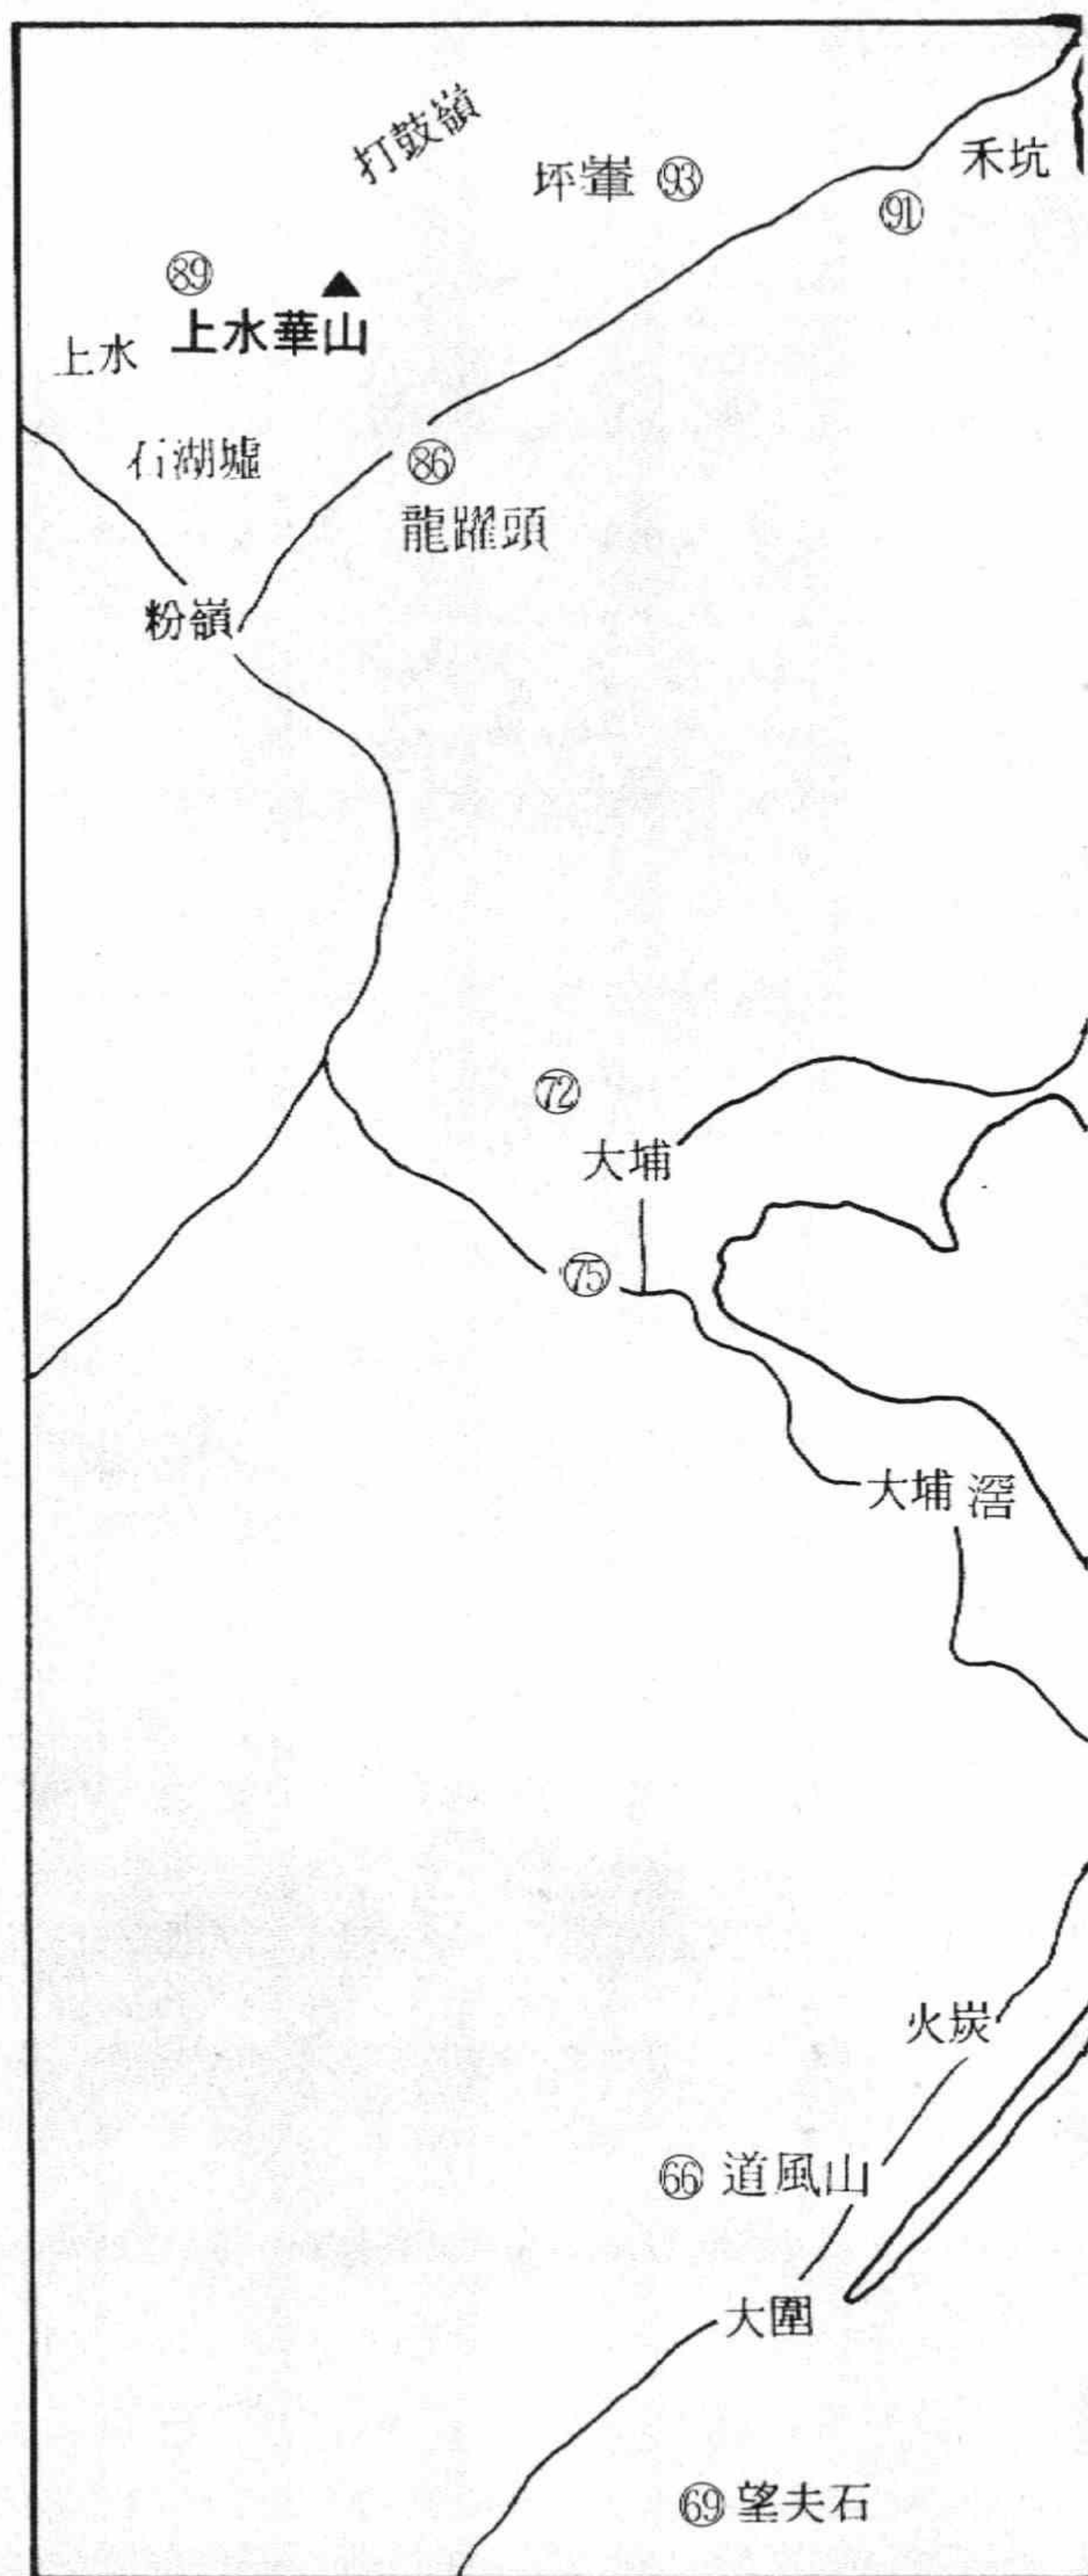 打鼓嶺
禾坑
坪輋 93
91
89
上水華山
上水
石湖墟
86
龍躍頭
粉嶺
72
大埔
75
大埔滘
火炭
66 道風山
大圍
69 望夫石